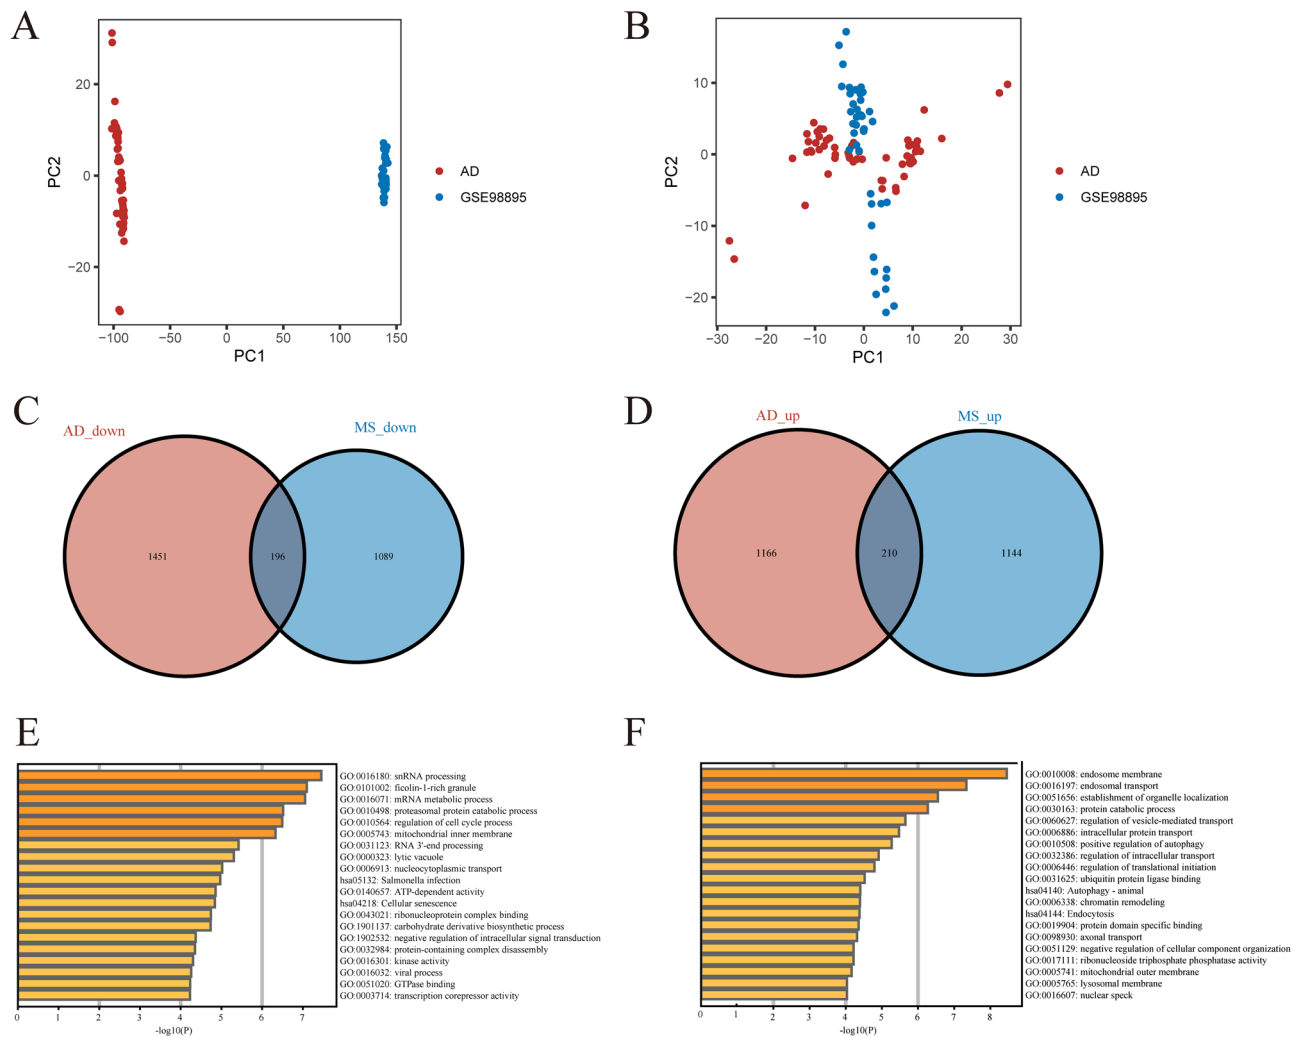 A
20
0
−20
PC2
−100
−50
0
50
100
150
PC1
AD
GSE98895
B
10
0
−10
−20
PC2
−30
−20
−10
0
10
20
30
PC1
AD
GSE98895
C
AD_down
MS_down
1451
196
1089
D
AD_up
MS_up
1166
210
1144
E
GO:0016180: snRNA processing
GO:0101002: ficolin-1-rich granule
GO:0016071: mRNA metabolic process
GO:0010498: proteasomal protein catabolic process
GO:0010564: regulation of cell cycle process
GO:0005743: mitochondrial inner membrane
GO:0031123: RNA 3'-end processing
GO:0000323: lytic vacuole
GO:0006913: nucleocytoplasmic transport
hsa05132: Salmonella infection
GO:0140657: ATP-dependent activity
hsa04218: Cellular senescence
GO:0043021: ribonucleoprotein complex binding
GO:1901137: carbohydrate derivative biosynthetic process
GO:1902532: negative regulation of intracellular signal transduction
GO:0032984: protein-containing complex disassembly
GO:0016301: kinase activity
GO:0016032: viral process
GO:0051020: GTPase binding
GO:0003714: transcription corepressor activity
0 1 2 3 4 5 6 7
-log10(P)
F
GO:0010008: endosome membrane
GO:0016197: endosomal transport
GO:0051656: establishment of organelle localization
GO:0030163: protein catabolic process
GO:0060627: regulation of vesicle-mediated transport
GO:0006886: intracellular protein transport
GO:0010508: positive regulation of autophagy
GO:0032386: regulation of intracellular transport
GO:0006446: regulation of translational initiation
GO:0031625: ubiquitin protein ligase binding
hsa04140: Autophagy - animal
GO:0006338: chromatin remodeling
hsa04144: Endocytosis
GO:0019904: protein domain specific binding
GO:0098930: axonal transport
GO:0051129: negative regulation of cellular component organization
GO:0017111: ribonucleoside triphosphate phosphatase activity
GO:0005741: mitochondrial outer membrane
GO:0005765: lysosomal membrane
GO:0016607: nuclear speck
0 1 2 3 4 5 6 7 8
-log10(P)